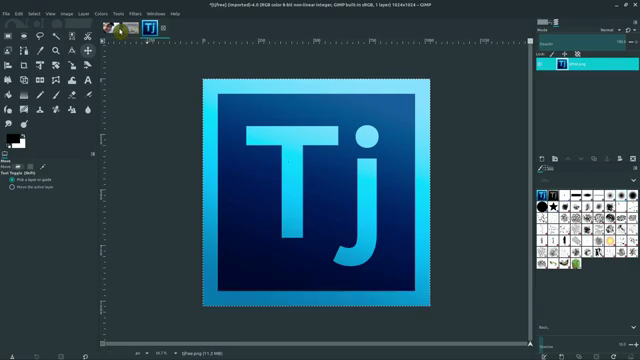 *[tjfree] (imported)-4.0 (RGB color 8-bit non-linear integer, GIMP built-in sRGB, 1 layer) 1024x1024 – GIMP
File Edit Select View Image Layer Colors Tools Filters Windows Help
Tj
Mode Normal
Opacity 100.0
Lock:
tjfree.png
Move
Move:
Tool Toggle (Shift)
Pick a layer or guide
Move the active layer
Tj
Basic,
px 66.7 % tjfree.png (11.2 MB)